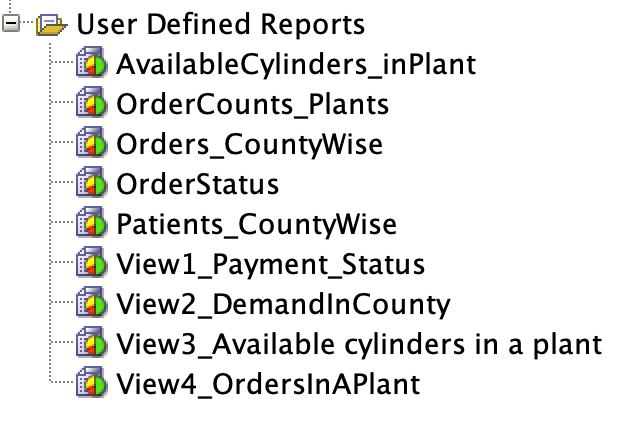 User Defined Reports
AvailableCylinders_inPlant
OrderCounts_Plants
Orders_CountyWise
OrderStatus
Patients_CountyWise
View1_Payment_Status
View2_DemandInCounty
View3_Available cylinders in a plant
View4_OrdersInAPlant